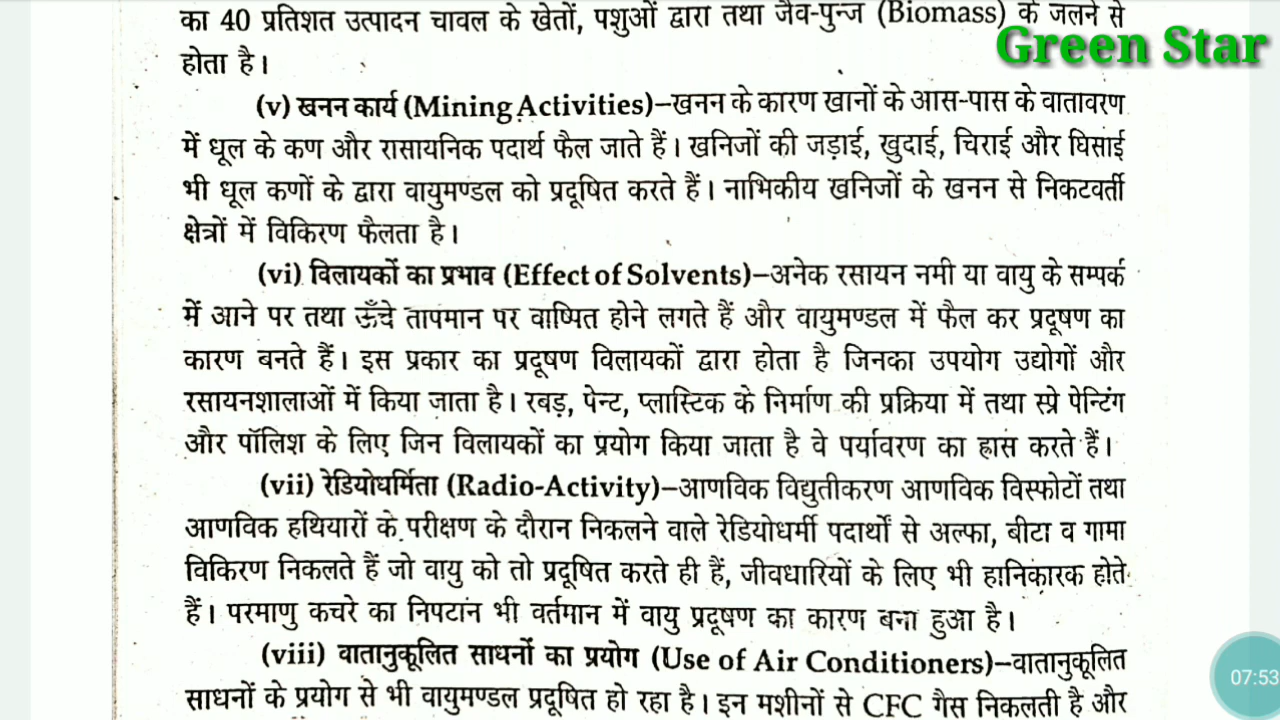 का 40 प्रतिशत उत्पादन चावल के खेतों, पशुओं द्वारा तथा जैव-पुन्ज (Biomass) के जलने से
Green Star
होता है।
(v) खनन कार्य (Mining Activities)–खनन के कारण खानों के आस-पास के वातावरण
में धूल के कण और रासायनिक पदार्थ फैल जाते हैं। खनिजों की जड़ाई, खुदाई, चिराई और घिसाई
भी धूल कणों के द्वारा वायुमण्डल को प्रदूषित करते हैं। नाभिकीय खनिजों के खनन से निकटवर्ती
क्षेत्रों में विकिरण फैलता है।
(vi) विलायकों का प्रभाव (Effect of Solvents)–अनेक रसायन नमी या वायु के सम्पर्क
में आने पर तथा ऊँचे तापमान पर वाष्पित होने लगते हैं और वायुमण्डल में फैल कर प्रदूषण का
कारण बनते हैं। इस प्रकार का प्रदूषण विलायकों द्वारा होता है जिनका उपयोग उद्योगों और
रसायनशालाओं में किया जाता है। रबड़, पेन्ट, प्लास्टिक के निर्माण की प्रक्रिया में तथा स्प्रे पेन्टिंग
और पॉलिश के लिए जिन विलायकों का प्रयोग किया जाता है वे पर्यावरण का ह्रास करते हैं।
(vii) रेडियोधर्मिता (Radio-Activity)–आणविक विद्युतीकरण आणविक विस्फोटों तथा
आणविक हथियारों के परीक्षण के दौरान निकलने वाले रेडियोधर्मी पदार्थों से अल्फा, बीटा व गामा
विकिरण निकलते हैं जो वायु को तो प्रदूषित करते ही हैं, जीवधारियों के लिए भी हानिकारक होते
हैं। परमाणु कचरे का निपटान भी वर्तमान में वायु प्रदूषण का कारण बना हुआ है।
(viii) वातानुकूलित साधनों का प्रयोग (Use of Air Conditioners)–वातानुकूलित
07:53
साधनों के प्रयोग से भी वायुमण्डल प्रदूषित हो रहा है। इन मशीनों से CFC गैस निकलती है और